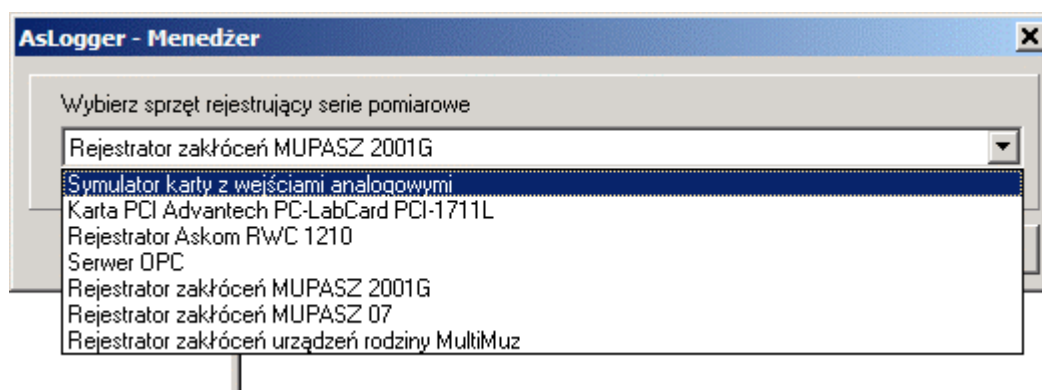 AsLogger - Menedżer
Wybierz sprzęt rejestrujący serie pomiarowe
Rejestrator zakłóceń MUPASZ 2001G
Symulator karty z wejściami analogowymi
Karta PCI Advantech PC-LabCard PCI-1711L
Rejestrator Askom RWC 1210
Serwer OPC
Rejestrator zakłóceń MUPASZ 2001G
Rejestrator zakłóceń MUPASZ 07
Rejestrator zakłóceń urządzeń rodziny MultiMuz